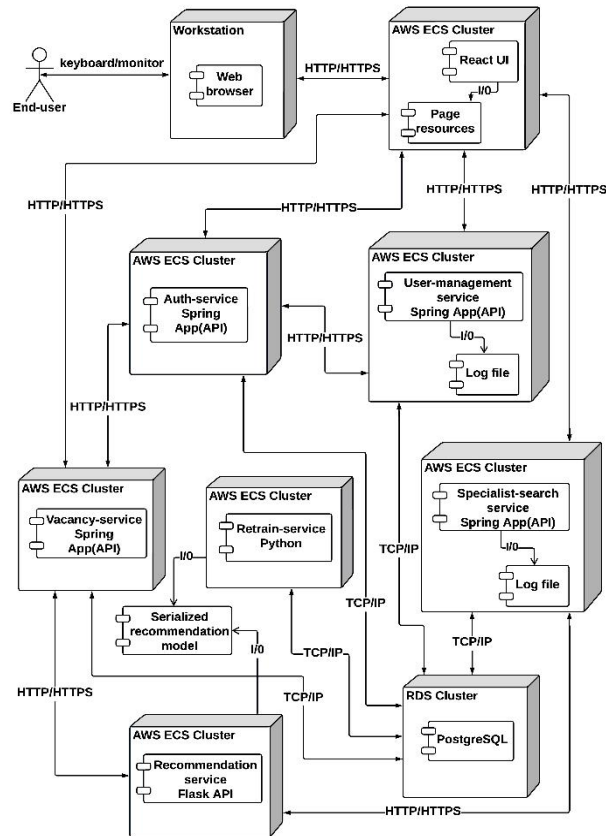 Workstation
AWS ECS Cluster
keyboard/monitor
React UI
Web
browser
HTTP/HTTPS
I/0
End-user
Page
resources
HTTP/HTTPS
HTTP/HTTPS
HTTP/HTTPS
HTTP/HTTPS
AWS ECS Cluster
AWS ECS Cluster
Auth-service
Spring
App(API)
User-management
service
Spring App(API)
HTTP/HTTPS
I/0
Log file
HTTP/HTTPS
AWS ECS Cluster
AWS ECS Cluster
AWS ECS Cluster
Specialist-search
service
Spring App(API)
Vacancy-service
Spring
App(API)
Retrain-service
Python
I/0
I/0
TCP/IP
Log file
TCP/IP
Serialized
recommendation
model
TCP/IP
TCP/IP
I/0
HTTP/HTTPS
TCP/IP
RDS Cluster
AWS ECS Cluster
PostgreSQL
Recommendation
service
Flask API
HTTP/HTTPS